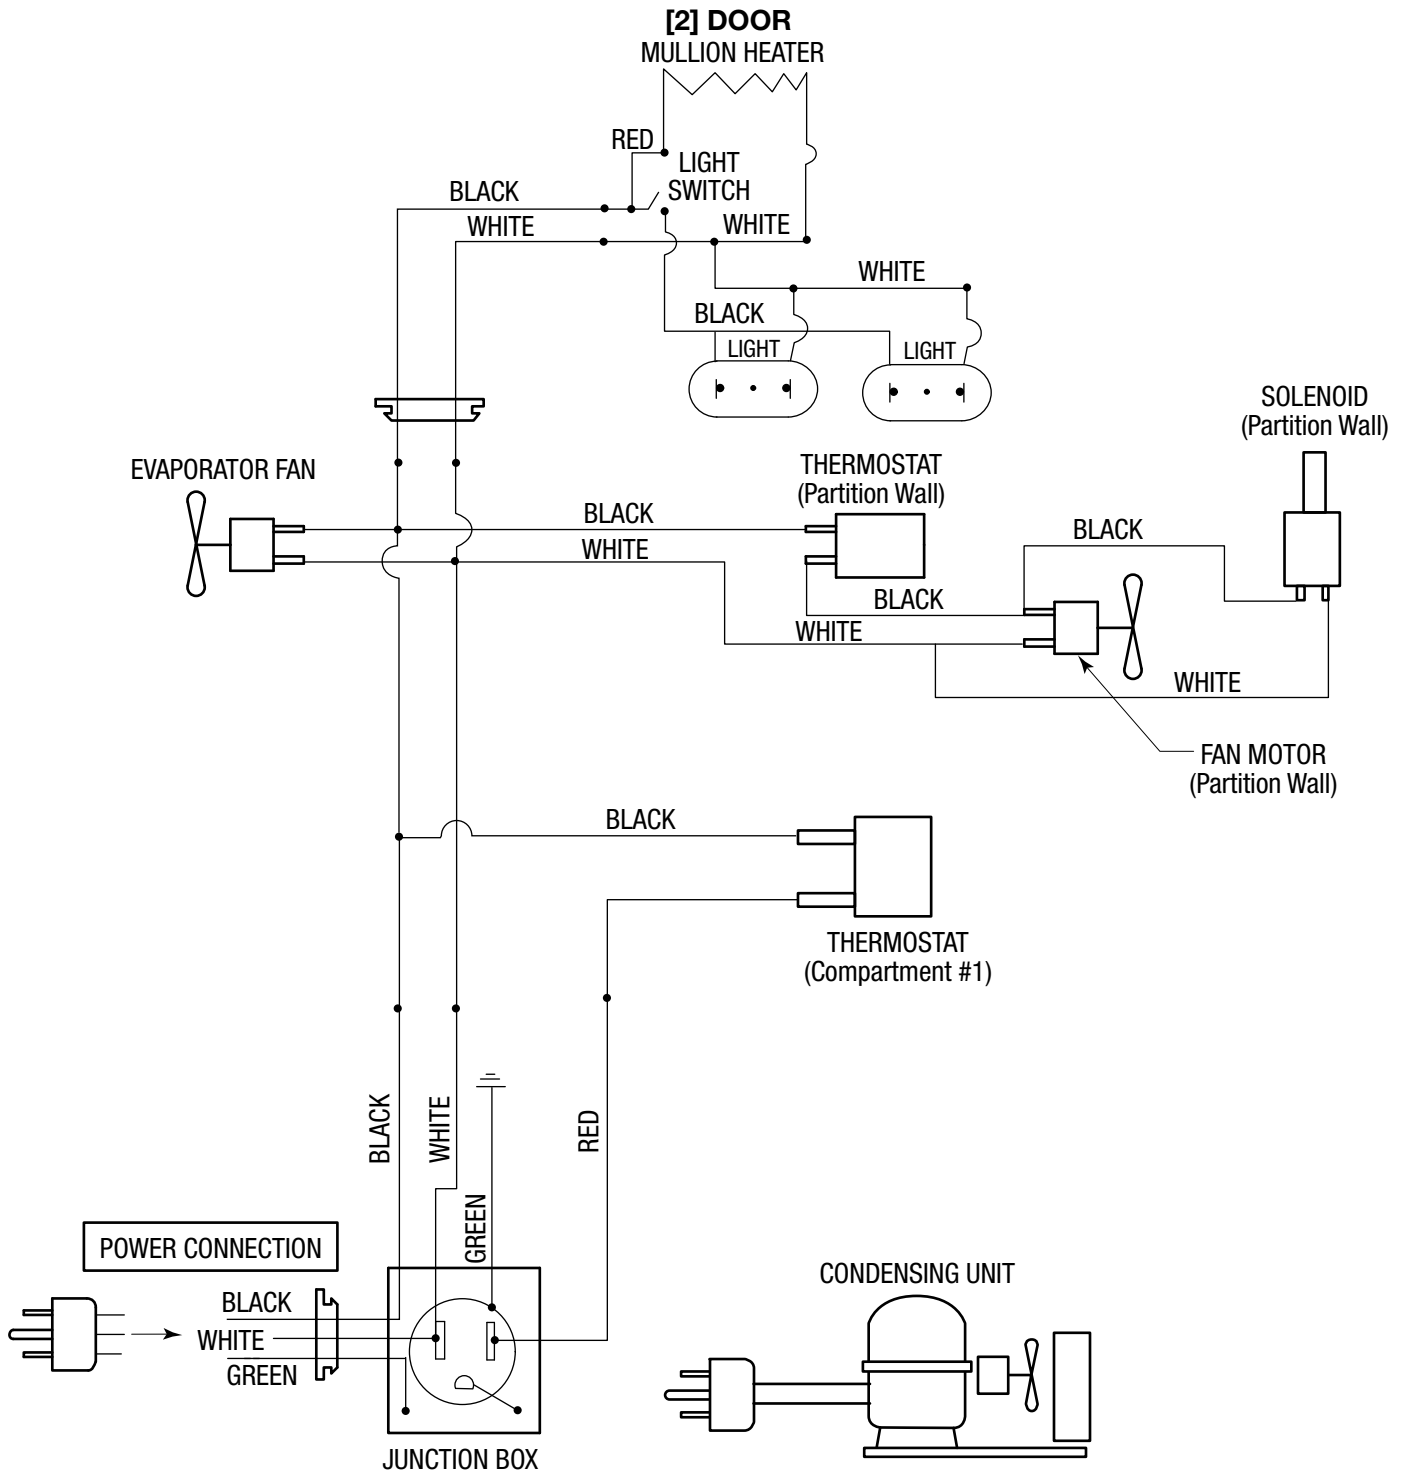 [2] DOOR
MULLION HEATER
RED
LIGHT
SWITCH
BLACK
WHITE
WHITE
WHITE
BLACK
LIGHT
LIGHT
SOLENOID
(Partition Wall)
EVAPORATOR FAN
THERMOSTAT
(Partition Wall)
BLACK
WHITE
BLACK
BLACK
WHITE
WHITE
FAN MOTOR
(Partition Wall)
BLACK
THERMOSTAT
(Compartment #1)
BLACK
WHITE
RED
GREEN
POWER CONNECTION
BLACK
WHITE
GREEN
JUNCTION BOX
CONDENSING UNIT